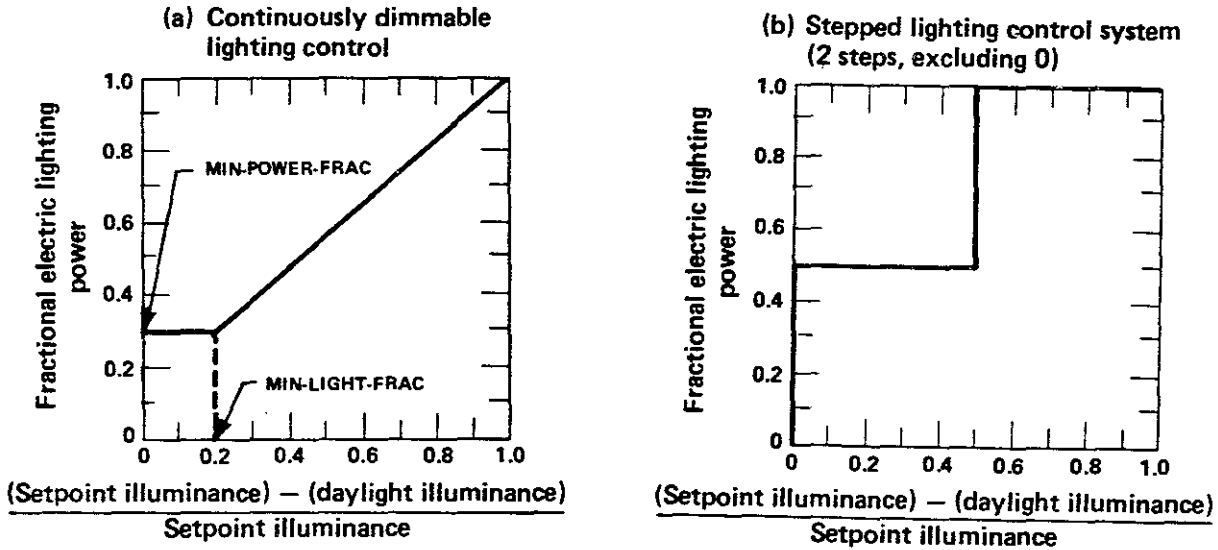 (a) Continuously dimmable
lighting control
Fractional electric lighting
power
1.0
0.8
0.6
0.4
0.2
0
MIN-POWER-FRAC
MIN-LIGHT-FRAC
0 0.2 0.4 0.6 0.8 1.0
(Setpoint illuminance) — (daylight illuminance)
Setpoint illuminance
(b) Stepped lighting control system
(2 steps, excluding 0)
Fractional electric lighting
power
1.0
0.8
0.6
0.4
0.2
0
0 0.2 0.4 0.6 0.8 1.0
(Setpoint illuminance) — (daylight illuminance)
Setpoint illuminance